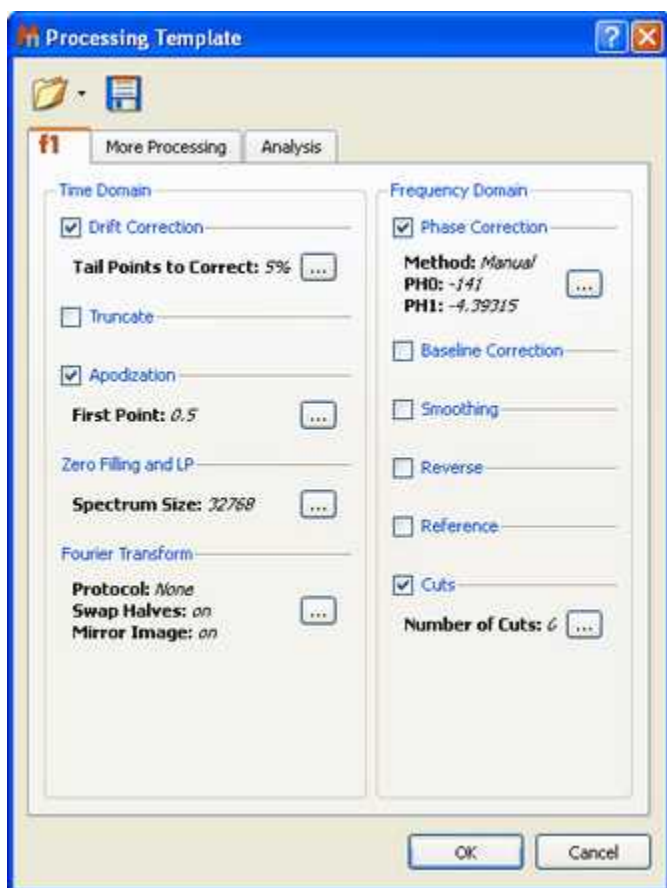 Processing Template
f1
More Processing
Analysis
Time Domain
Drift Correction
Tail Points to Correct: 5%
...
Truncate
Apodization
First Point: 0.5
...
Zero Filling and LP
Spectrum Size: 32768
...
Fourier Transform
Protocol: None
Swap Halves: on
...
Mirror Image: on
Frequency Domain
Phase Correction
Method: Manual
PH0: -141
...
PH1: -4.39315
Baseline Correction
Smoothing
Reverse
Reference
Cuts
Number of Cuts: 6
...
OK
Cancel